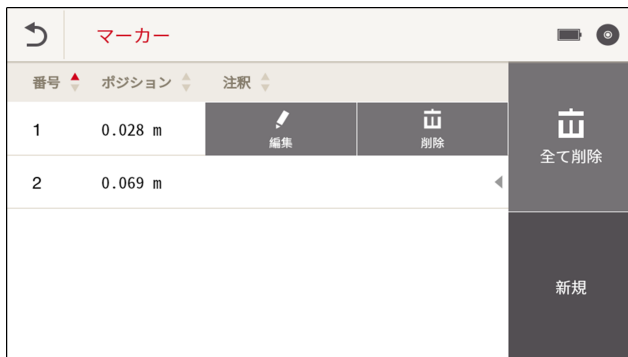 マーカー
番号 ポジション 注釈
1 0.028 m 編集 削除
全て削除
2 0.069 m
新規